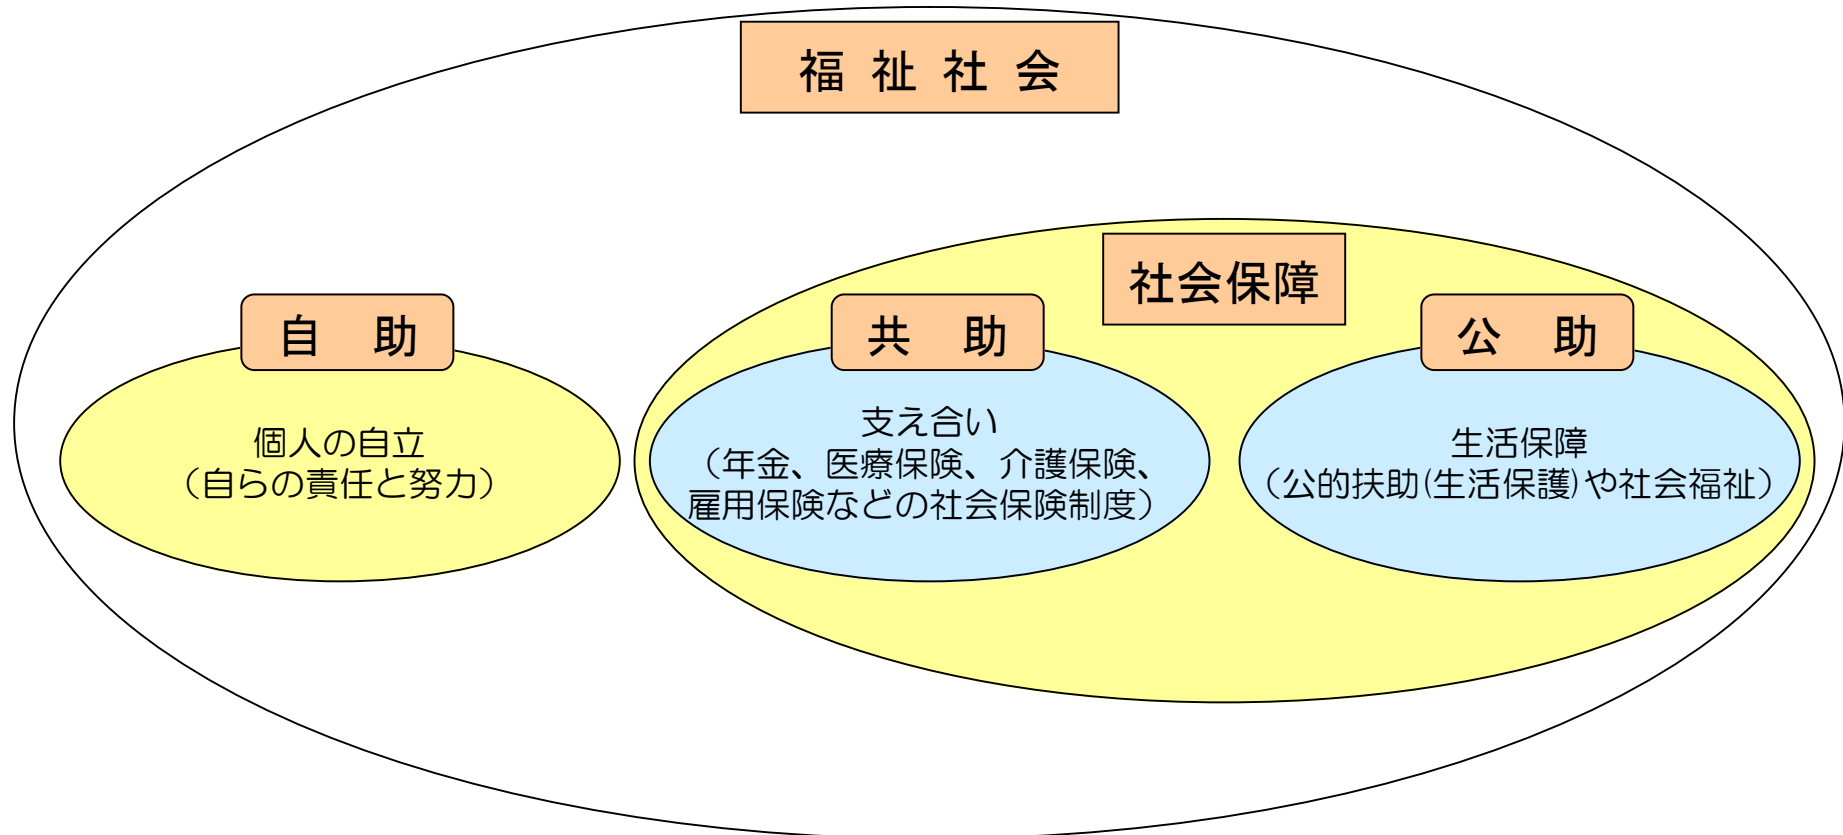 福祉社会
社会保障
自助
個人の自立
（自らの責任と努力）
共助
支え合い
（年金、医療保険、介護保険、
雇用保険などの社会保険制度）
公助
生活保障
（公的扶助(生活保護)や社会福祉）